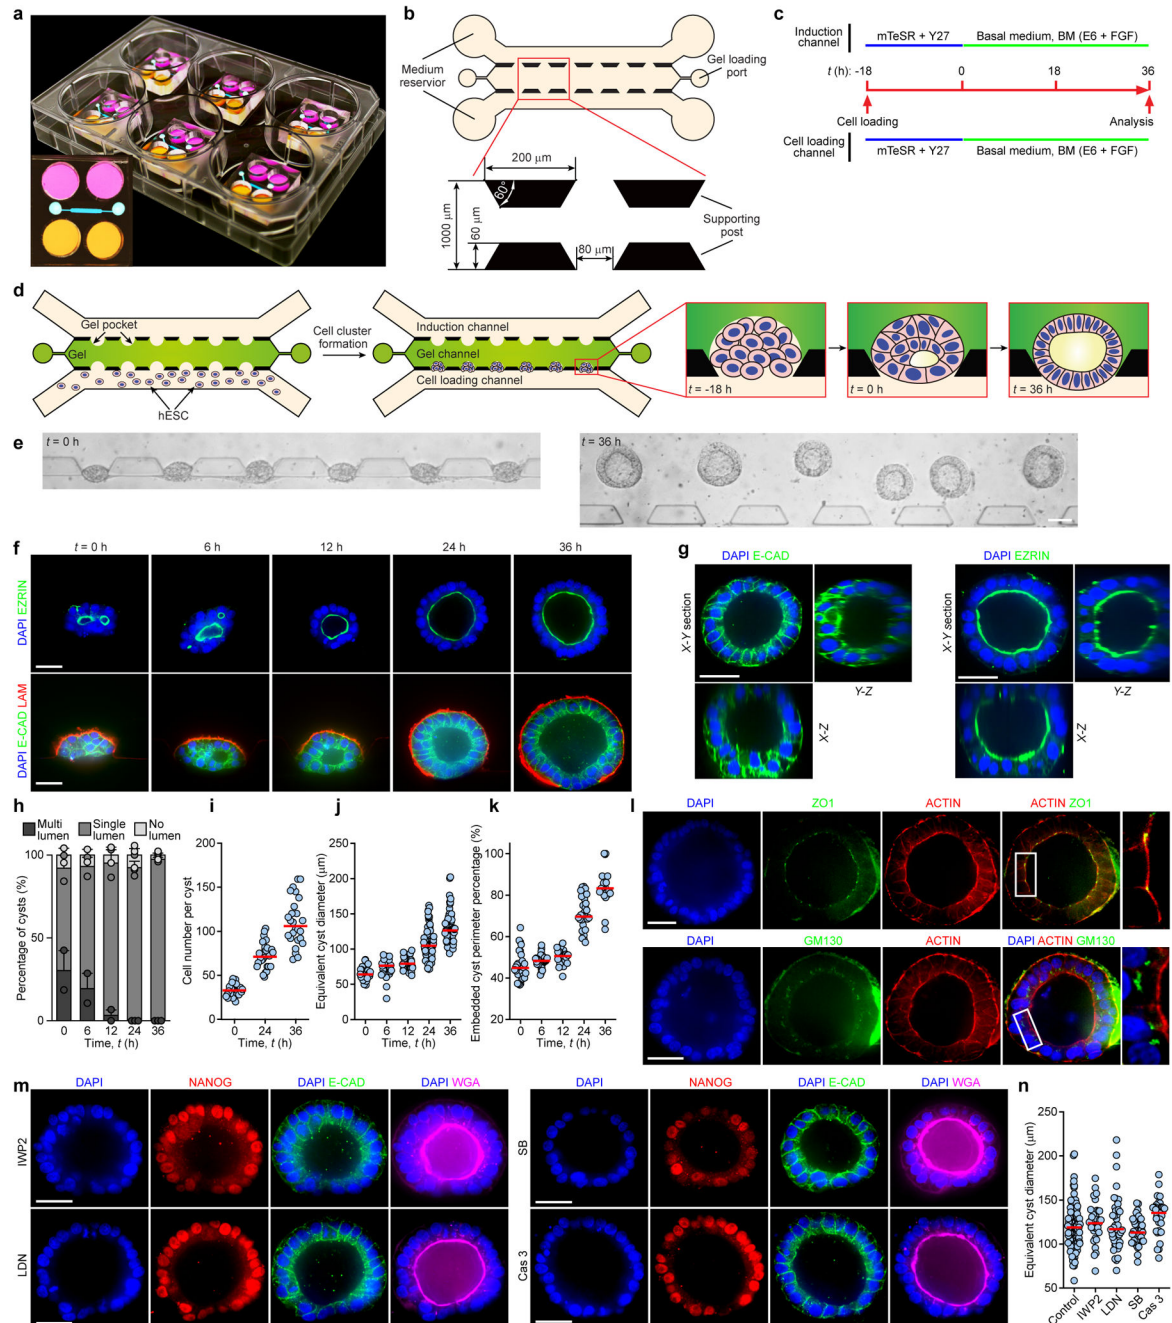 a
b
Medium
reservior
Gel loading
port
200 μm
60°
1000 μm
60 μm
80 μm
Supporting
post
c
Induction
channel
mTeSR + Y27
Basal medium, BM (E6 + FGF)
t (h): -18
0
18
36
Cell loading
Analysis
Cell loading
channel
mTeSR + Y27
Basal medium, BM (E6 + FGF)
d
Gel pocket
Gel
hESC
Cell cluster
formation
Induction channel
Gel channel
Cell loading channel
t = -18 h
t = 0 h
t = 36 h
e
t = 0 h
t = 36 h
f
t = 0 h
6 h
12 h
24 h
36 h
DAPI EZRIN
DAPI E-CAD LAM
g
DAPI E-CAD
X-Y section
Y-Z
X-Z
DAPI EZRIN
X-Y section
Y-Z
X-Z
h
Multi lumen
Single lumen
No lumen
Percentage of cysts (%)
100
50
0
0 6 12 24 36
Time, t (h)
i
Cell number per cyst
200
150
100
50
0
0 24 36
Time, t (h)
j
Equivalent cyst diameter (μm)
250
200
150
100
50
0
0 6 12 24 36
Time, t (h)
k
Embedded cyst perimeter percentage (%)
100
80
60
40
20
0 6 12 24 36
Time, t (h)
l
DAPI
ZO1
ACTIN
ACTIN ZO1
GM130
ACTIN
DAPI ACTIN GM130
m
DAPI
NANOG
DAPI E-CAD
DAPI WGA
IWP2
LDN
DAPI
NANOG
DAPI E-CAD
DAPI WGA
SB
Cas 3
n
Equivalent cyst diameter (μm)
250
200
150
100
50
Control
IWP2
LDN
SB
Cas 3